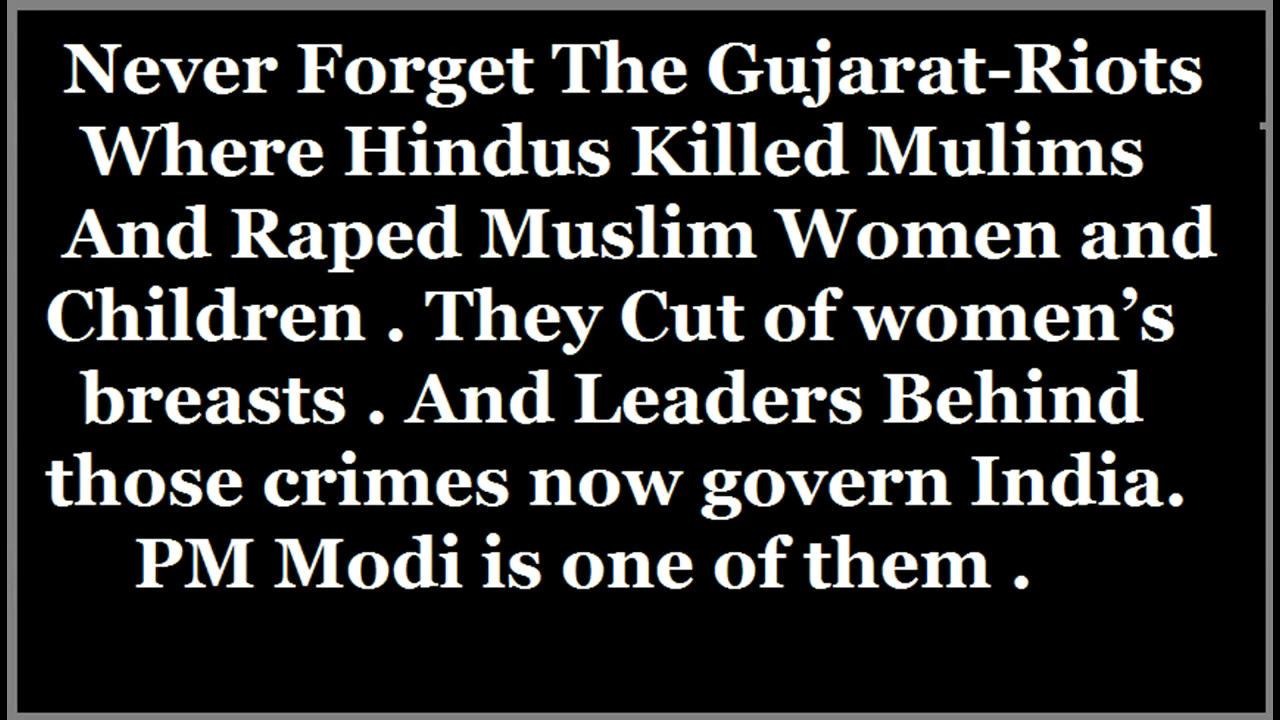 Never Forget The Gujarat-Riots
Where Hindus Killed Mulims
And Raped Muslim Women and
Children . They Cut of women’s
breasts . And Leaders Behind
those crimes now govern India.
PM Modi is one of them .